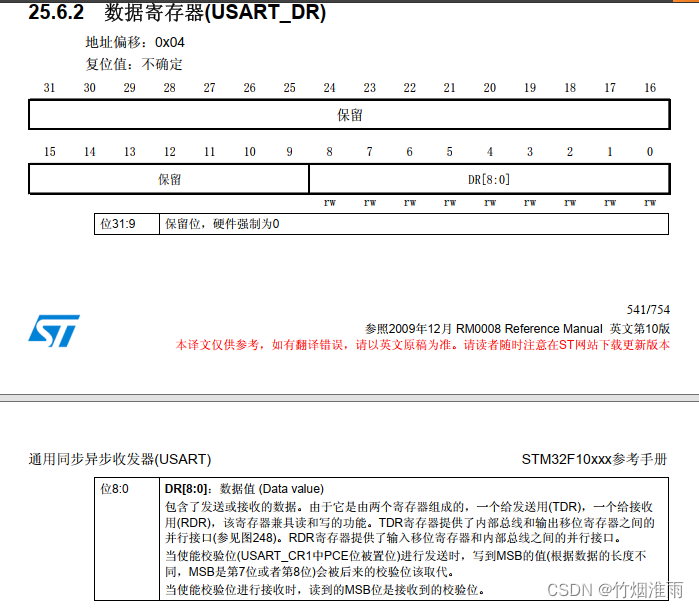 25.6.2 数据寄存器(USART_DR)
地址偏移：0x04
复位值：不确定
31 30 29 28 27 26 25 24 23 22 21 20 19 18 17 16
保留
15 14 13 12 11 10 9 8 7 6 5 4 3 2 1 0
保留 DR[8:0]
rw rw rw rw rw rw rw rw rw
位31:9 保留位，硬件强制为0
541/754
参照2009年12月 RM0008 Reference Manual 英文第10版
本译文仅供参考，如有翻译错误，请以英文原稿为准。请读者随时注意在ST网站下载更新版本
ST
通用同步异步收发器(USART) STM32F10xxx参考手册
位8:0 DR[8:0]：数据值 (Data value)
包含了发送或接收的数据。由于它是由两个寄存器组成的，一个给发送用(TDR)，一个给接收
用(RDR)，该寄存器兼具读和写的功能。TDR寄存器提供了内部总线和输出移位寄存器之间的
并行接口(参见图248)。RDR寄存器提供了输入移位寄存器和内部总线之间的并行接口。
当使能校验位(USART_CR1中PCE位被置位)进行发送时，写到MSB的值(根据数据的长度不
同，MSB是第7位或者第8位)会被后来的校验位该取代。
当使能校验位进行接收时，读到的MSB位是接收到的校验位。
CSDN @竹烟淮雨